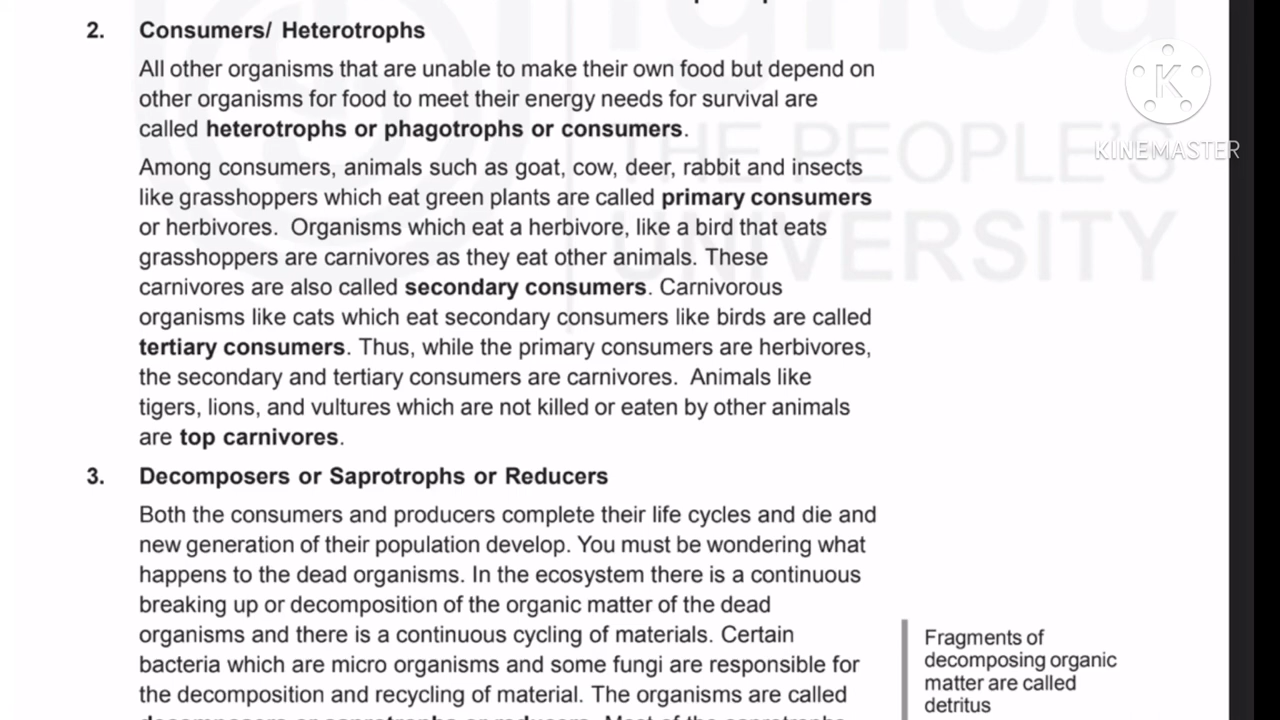 2. Consumers/ Heterotrophs
All other organisms that are unable to make their own food but depend on
other organisms for food to meet their energy needs for survival are
called heterotrophs or phagotrophs or consumers.
Among consumers, animals such as goat, cow, deer, rabbit and insects
like grasshoppers which eat green plants are called primary consumers
or herbivores. Organisms which eat a herbivore, like a bird that eats
grasshoppers are carnivores as they eat other animals. These
carnivores are also called secondary consumers. Carnivorous
organisms like cats which eat secondary consumers like birds are called
tertiary consumers. Thus, while the primary consumers are herbivores,
the secondary and tertiary consumers are carnivores. Animals like
tigers, lions, and vultures which are not killed or eaten by other animals
are top carnivores.
3. Decomposers or Saprotrophs or Reducers
Both the consumers and producers complete their life cycles and die and
new generation of their population develop. You must be wondering what
happens to the dead organisms. In the ecosystem there is a continuous
breaking up or decomposition of the organic matter of the dead
organisms and there is a continuous cycling of materials. Certain
bacteria which are micro organisms and some fungi are responsible for
the decomposition and recycling of material. The organisms are called
decomposers or saprotrophs or reducers. Most of the saprotrophs
Fragments of
decomposing organic
matter are called
detritus
ignou
THE PEOPLE'S
UNIVERSITY
K
KINEMASTER